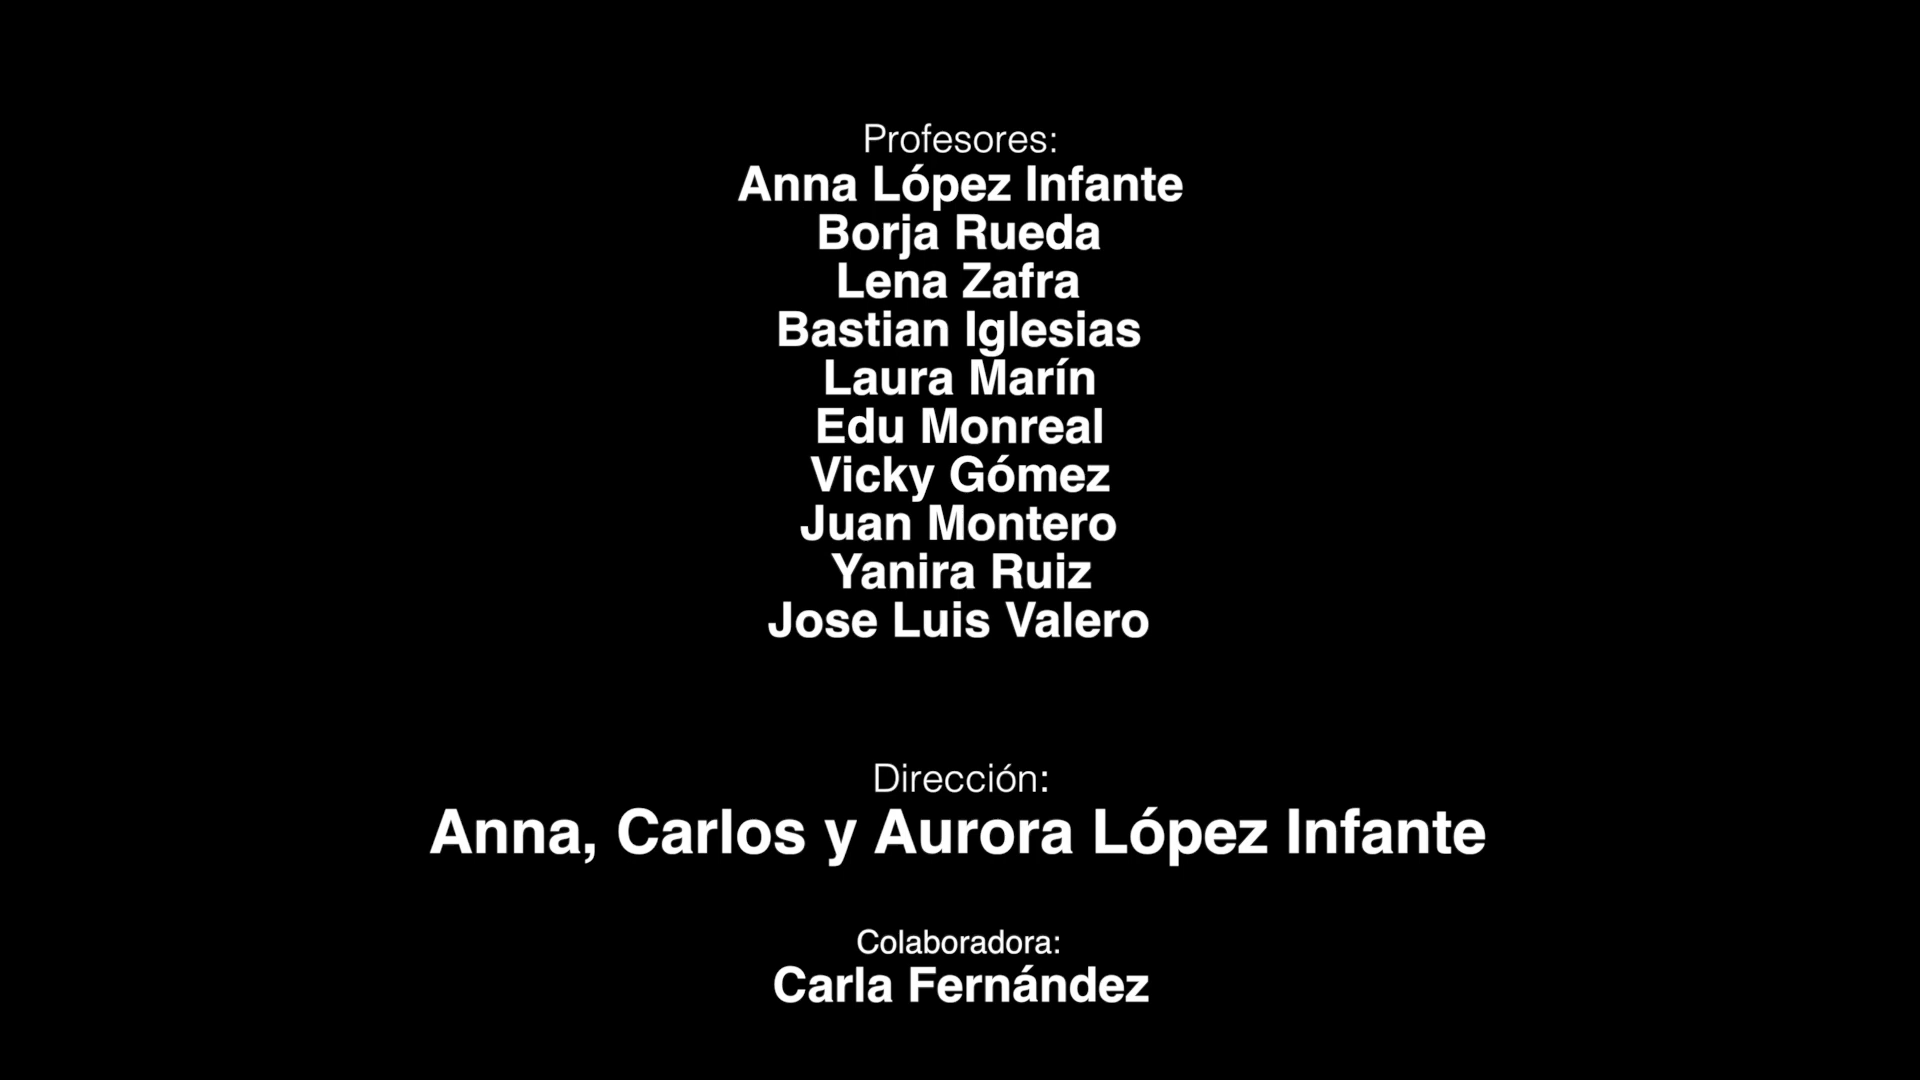 Profesores:
Anna López Infante
Borja Rueda
Lena Zafra
Bastian Iglesias
Laura Marín
Edu Monreal
Vicky Gómez
Juan Montero
Yanira Ruiz
Jose Luis Valero
Dirección:
Anna, Carlos y Aurora López Infante
Colaboradora:
Carla Fernández